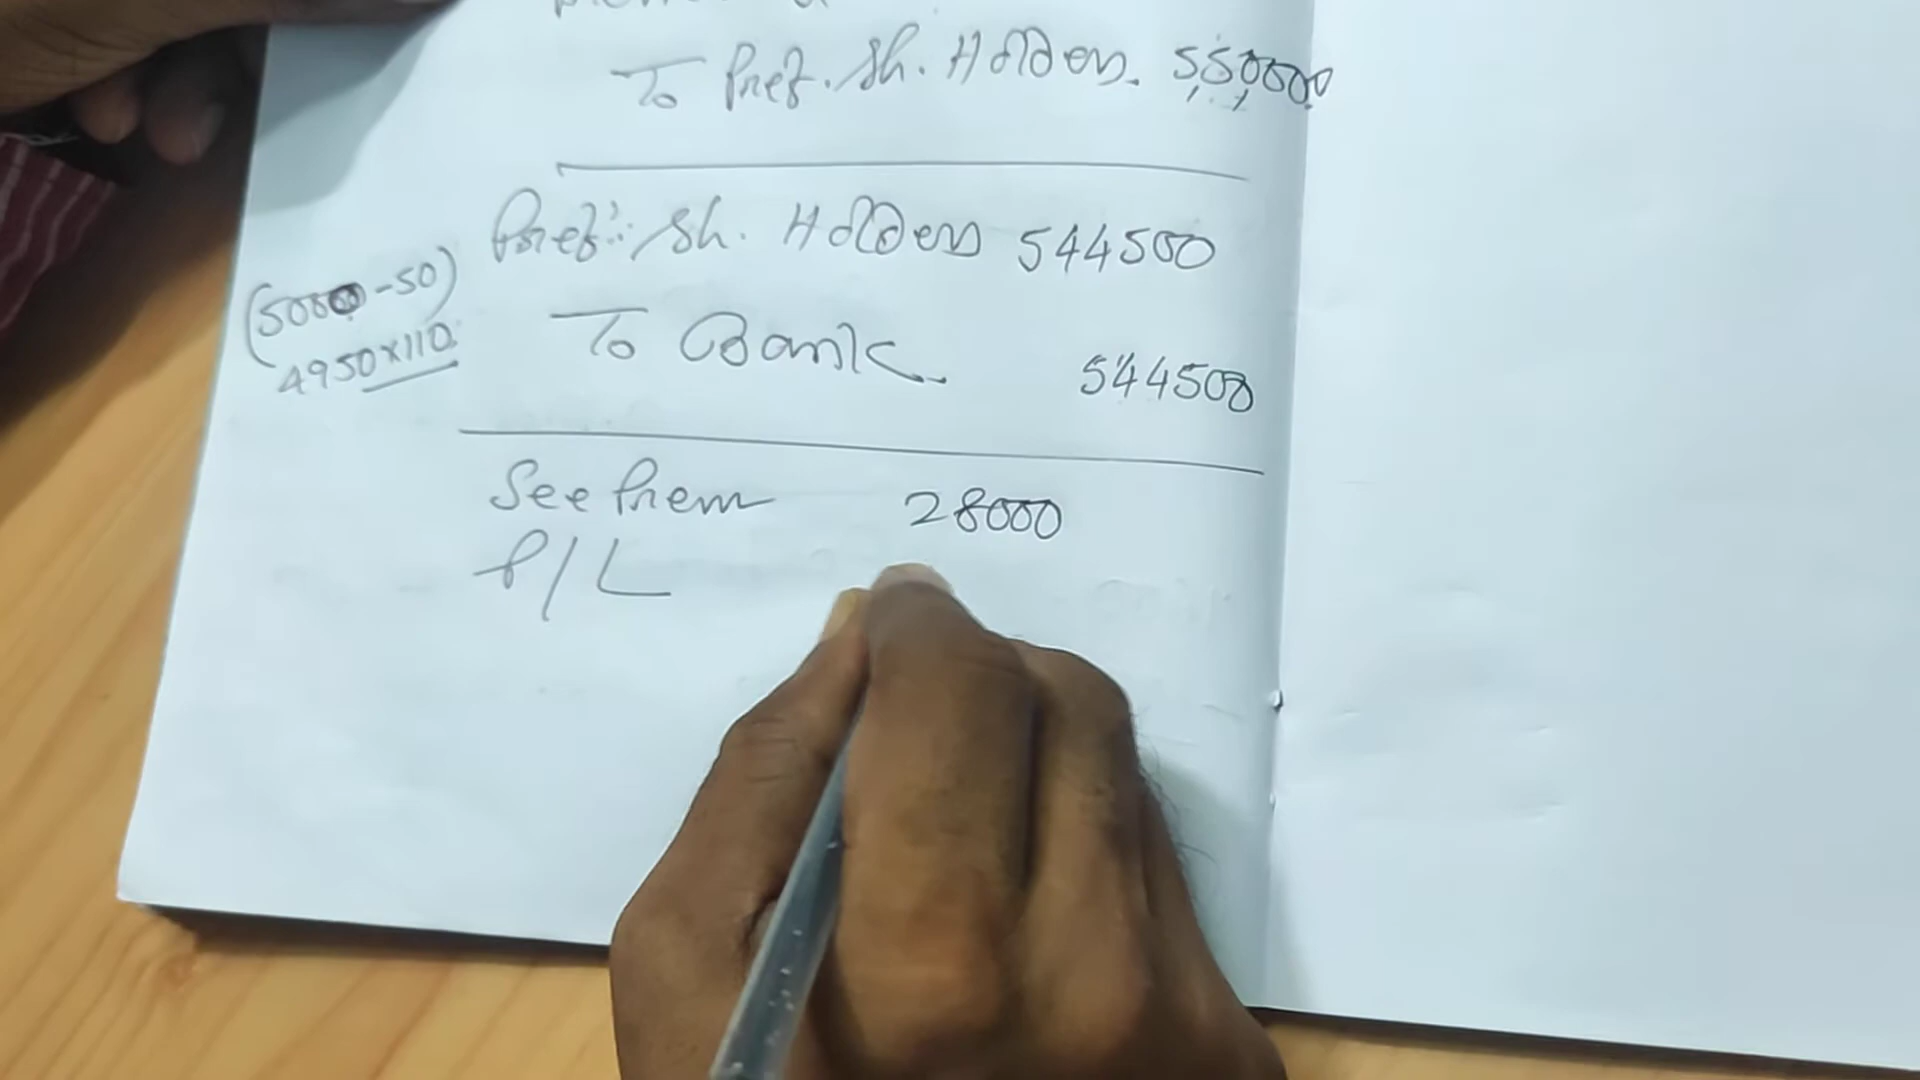 To Pref. Sh. Holders. 550000
Pref: Sh. Holders 544500
(5000-50)
4950x110
To Bank 544500
Sec Prem 28000
P/L